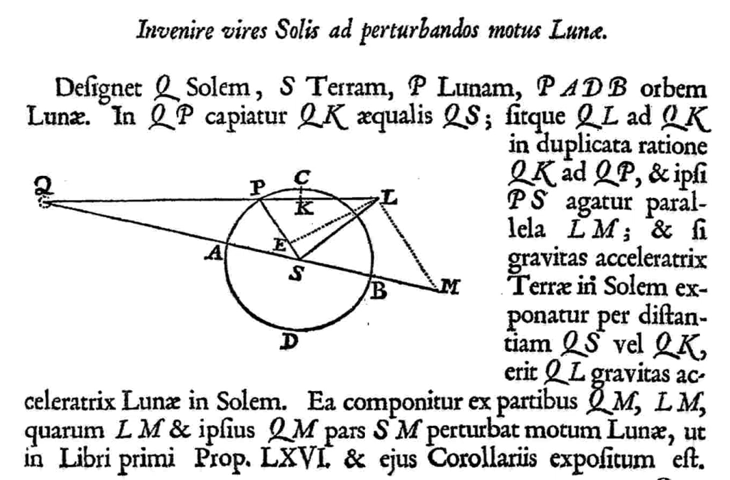 Invenire vires Solis ad perturbandos motus Lunæ.
Deſignet Q Solem, S Terram, P Lunam, PADB orbem
Lunæ. In QP capiatur QK æqualis QS; ſitque QL ad QK
in duplicata ratione
QK ad QP, & ipſi
PS agatur paral-
lela LM; & ſi
gravitas acceleratrix
Terræ in Solem ex-
ponatur per diſtan-
tiam QS vel QK,
erit QL gravitas ac-
Q
P
C
K
L
E
A
S
B
M
D
celeratrix Lunæ in Solem. Ea componitur ex partibus QM, LM,
quarum LM & ipſius QM pars SM perturbat motum Lunæ, ut
in Libri primi Prop. LXVI. & ejus Corollariis expoſitum eſt.